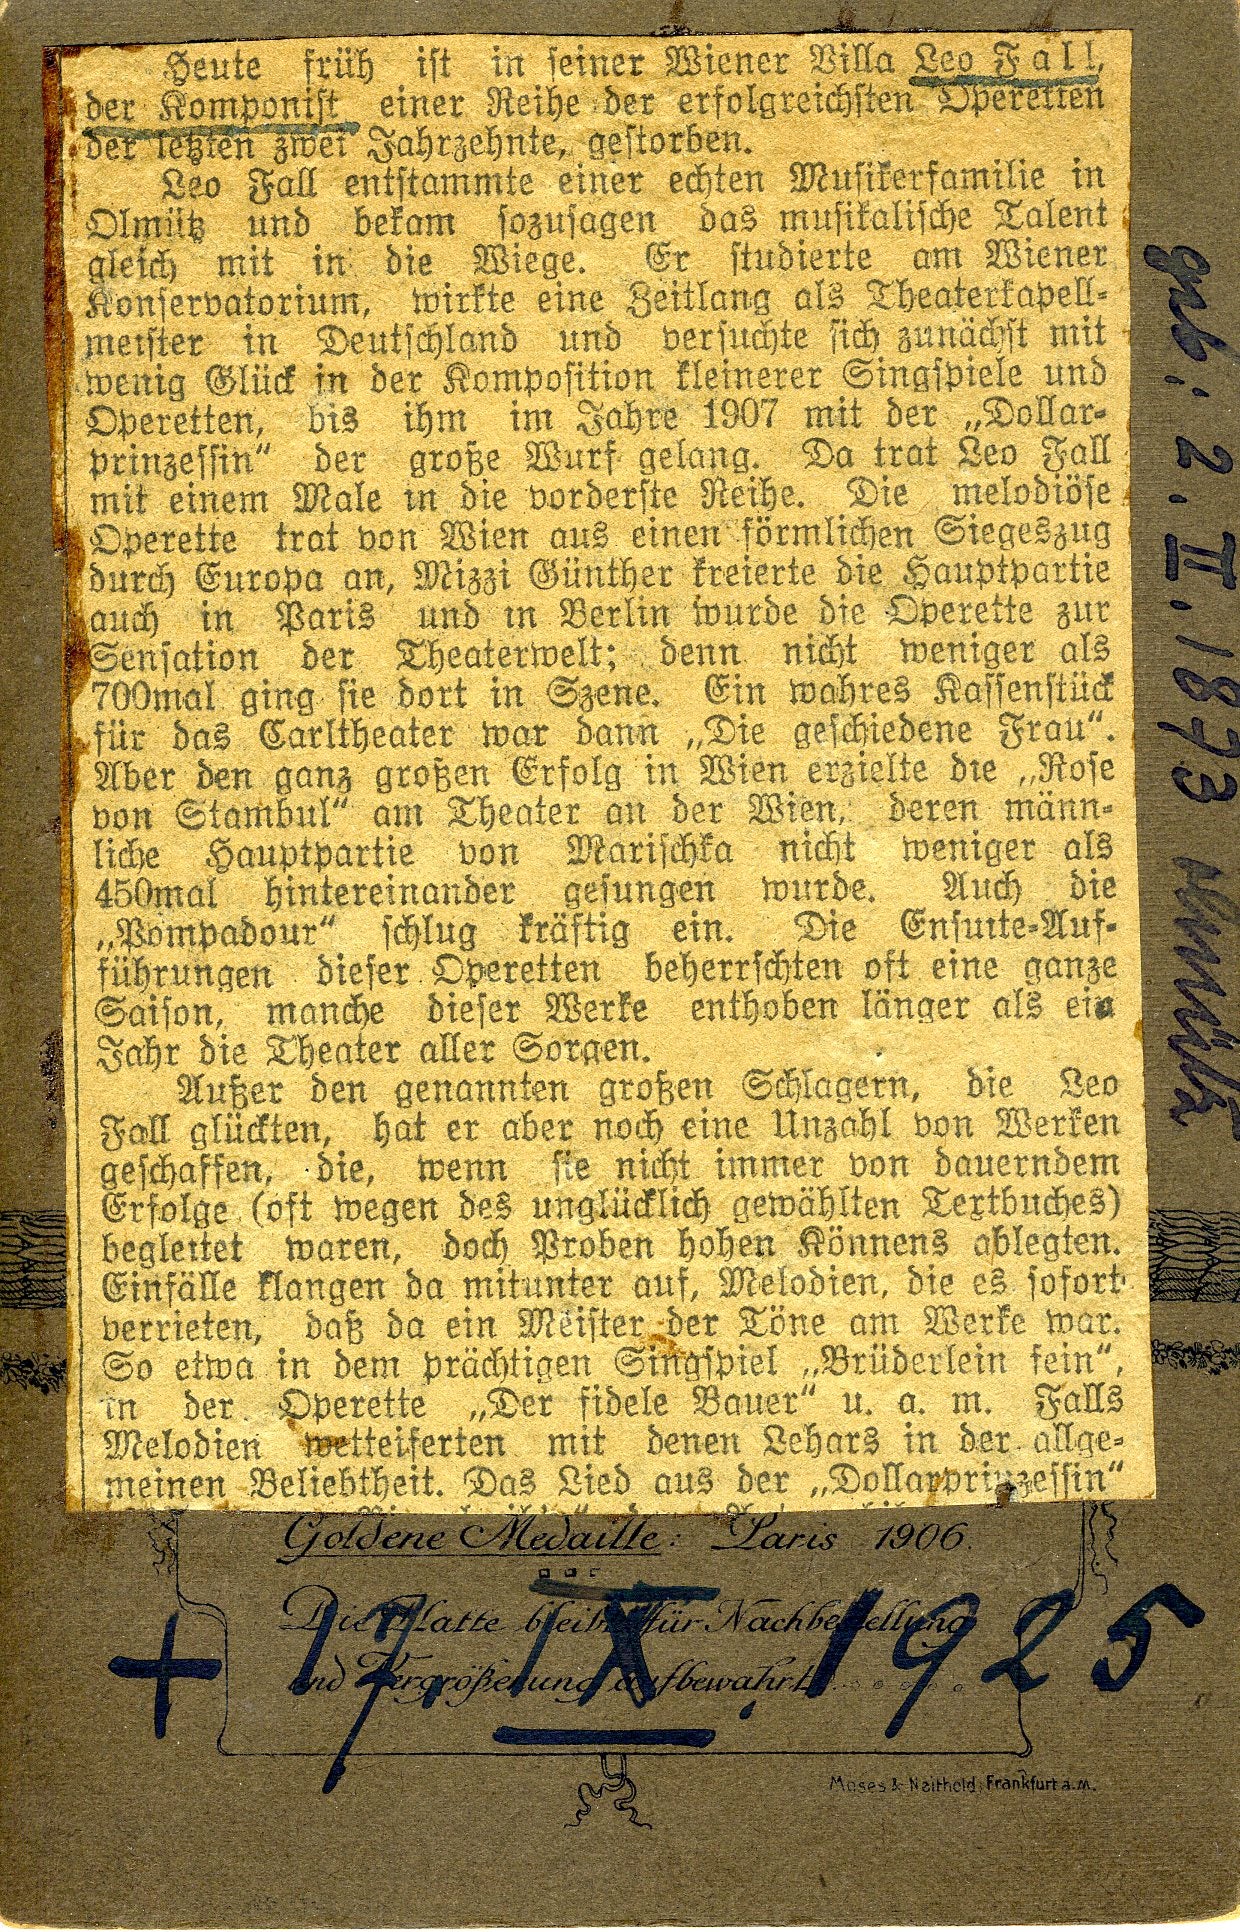 Heute früh ist in seiner Wiener Villa Leo Fall,
der Komponist einer Reihe der erfolgreichsten Operetten
der letzten zwei Jahrzehnte, gestorben.
Leo Fall entstammte einer echten Musikerfamilie in
Olmütz und bekam sozusagen das musikalische Talent
gleich mit in die Wiege. Er studierte am Wiener
Konservatorium, wirkte eine Zeitlang als Theaterkapell-
meister in Deutschland und versuchte sich zunächst mit
wenig Glück in der Komposition kleinerer Singspiele und
Operetten, bis ihm im Jahre 1907 mit der „Dollar-
prinzessin“ der große Wurf gelang. Da trat Leo Fall
mit einem Male in die vorderste Reihe. Die melodiöse
Operette trat von Wien aus einen förmlichen Siegeszug
durch Europa an, Mizzi Günther kreierte die Hauptpartie
auch in Paris und in Berlin wurde die Operette zur
Sensation der Theaterwelt; denn nicht weniger als
700mal ging sie dort in Szene. Ein wahres Kassenstück
für das Carltheater war dann „Die geschiedene Frau“.
Aber den ganz großen Erfolg in Wien erzielte die „Rose
von Stambul“ am Theater an der Wien, deren männ-
liche Hauptpartie von Marischka nicht weniger als
450mal hintereinander gesungen wurde. Auch die
„Pompadour“ schlug kräftig ein. Die Ensuite-Auf-
führungen dieser Operetten beherrschten oft eine ganze
Saison, manche dieser Werke enthoben länger als ein
Jahr die Theater aller Sorgen.
Außer den genannten großen Schlagern, die Leo
Fall glückten, hat er aber noch eine Unzahl von Werken
geschaffen, die, wenn sie nicht immer von dauerndem
Erfolge (oft wegen des unglücklich gewählten Textbuches)
begleitet waren, doch Proben hohen Könnens ablegten.
Einfälle klangen da mitunter auf, Melodien, die es sofort
verrieten, daß da ein Meister der Töne am Werke war.
So etwa in dem prächtigen Singspiel „Brüderlein fein“,
in der Operette „Der fidele Bauer“ u. a. m. Falls
Melodien wetteiferten mit denen Lehars in der allge-
meinen Beliebtheit. Das Lied aus der „Dollarprinzessin“
geb: 2. II. 1873 Olmütz
Goldene Medaille: Paris 1906.
Die Platte bleibt für Nachbestellung
und Vergrößerung aufbewahrt.
+ 17. IX. 1925
Moses & Neithold, Frankfurt a.M.